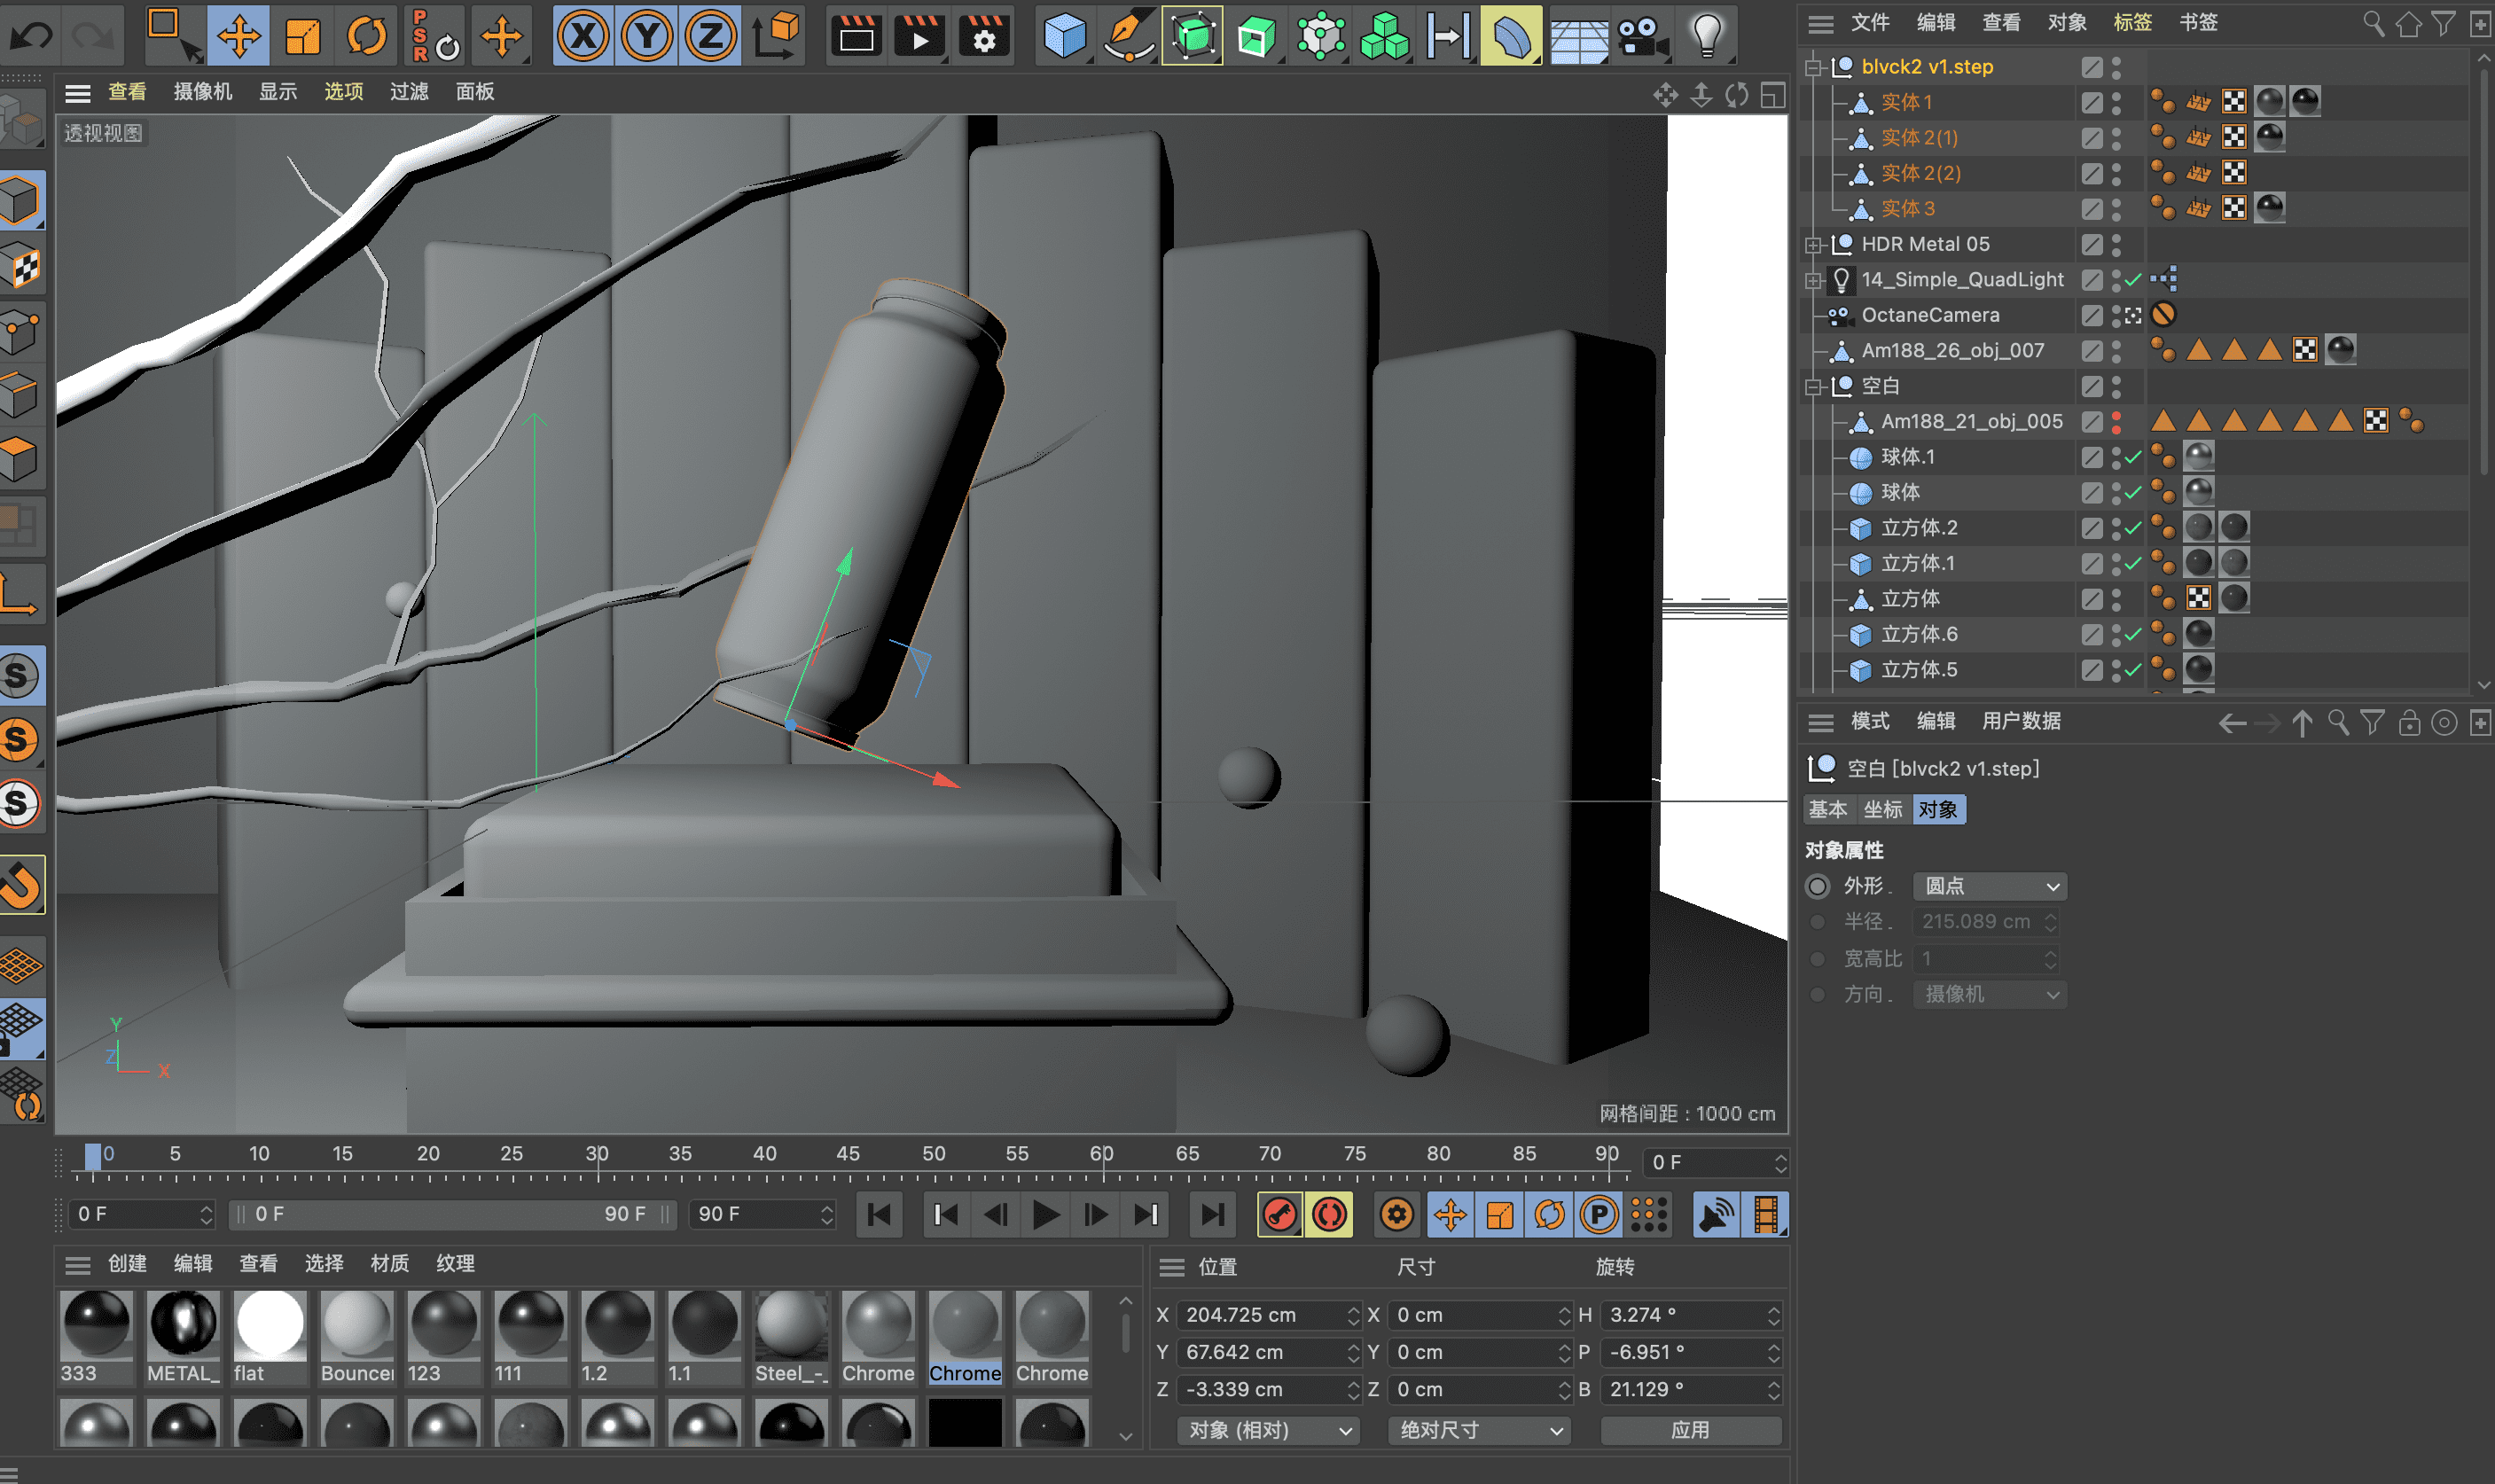 PSR
X Y Z
文件 编辑 查看 对象 标签 书签
查看 摄像机 显示 选项 过滤 面板
透视视图
blvck2 v1.step
实体1
实体2(1)
实体2(2)
实体3
HDR Metal 05
14_Simple_QuadLight
OctaneCamera
Am188_26_obj_007
空白
Am188_21_obj_005
球体.1
球体
立方体.2
立方体.1
立方体
立方体.6
立方体.5
S
S
S
Y
Z
X
网格间距 : 1000 cm
模式 编辑 用户数据
空白 [blvck2 v1.step]
基本 坐标 对象
对象属性
外形 . 圆点
半径 . 215.089 cm
宽高比 1
方向 . 摄像机
0 5 10 15 20 25 30 35 40 45 50 55 60 65 70 75 80 85 90
0 F
0 F
0 F 90 F
90 F
P
创建 编辑 查看 选择 材质 纹理
333 METAL_ flat Bouncer 123 111 1.2 1.1 Steel_-_ Chrome Chrome Chrome
位置 尺寸 旋转
X 204.725 cm X 0 cm H 3.274 °
Y 67.642 cm Y 0 cm P -6.951 °
Z -3.339 cm Z 0 cm B 21.129 °
对象 (相对) 绝对尺寸 应用